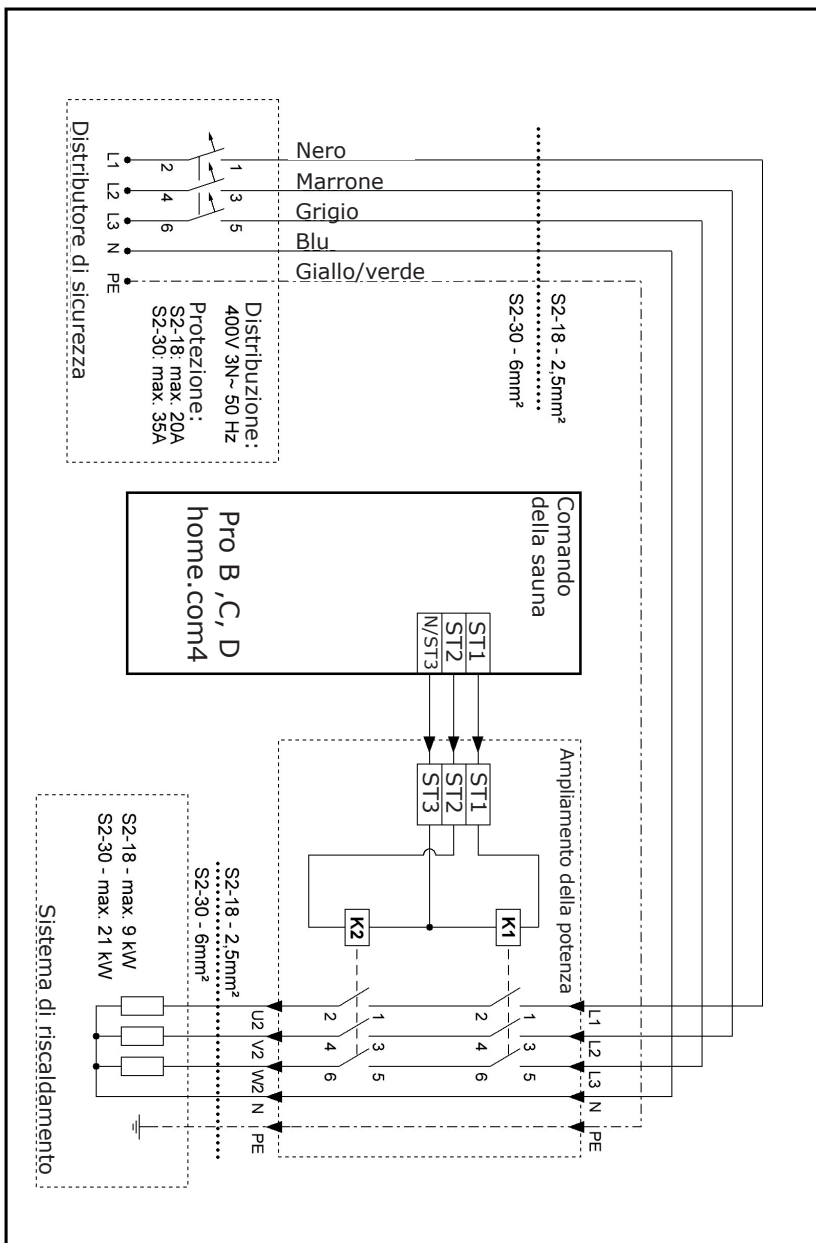 Distributore di sicurezza
L1
L2
L3
N
PE
2
4
6
1
3
5
Nero
Marrone
Grigio
Blu
Giallo/verde
Distribuzione:
400V 3N~ 50 Hz
Protezione:
S2-18: max. 20A
S2-30: max. 35A
S2-18 - 2,5mm²
S2-30 - 6mm²
Comando
della sauna
Pro B ,C, D
home.com4
ST1
ST2
N/ST3
Ampliamento della potenza
ST1
ST2
ST3
K1
K2
L1
L2
L3
N
PE
1
3
5
2
4
6
1
3
5
2
4
6
U2
V2
W2
N
PE
S2-18 - 2,5mm²
S2-30 - 6mm²
S2-18 - max. 9 kW
S2-30 - max. 21 kW
Sistema di riscaldamento